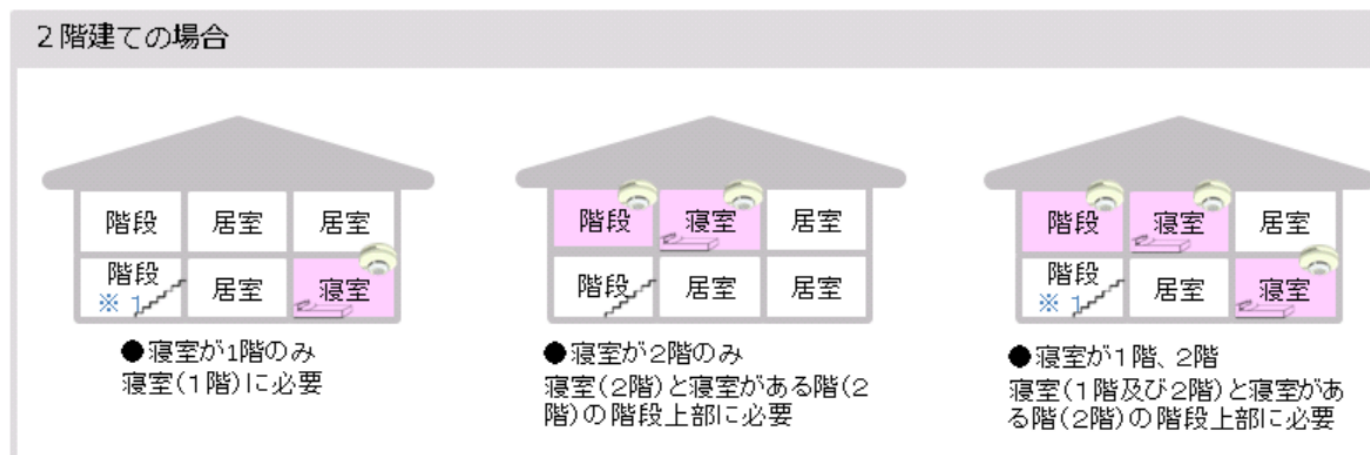 2階建ての場合
階段 居室 居室
階段 居室 寝室
※1
●寝室が1階のみ
寝室(1階)に必要
階段 寝室 居室
階段 居室 居室
●寝室が2階のみ
寝室(2階)と寝室がある階(2
階)の階段上部に必要
階段 寝室 居室
階段 居室 寝室
※1
●寝室が1階、2階
寝室(1階及び2階)と寝室があ
る階(2階)の階段上部に必要